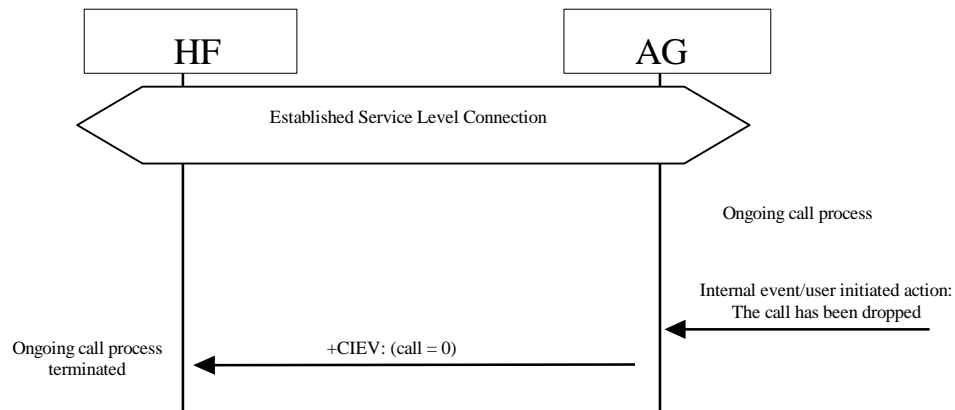 HF
AG
Established Service Level Connection
Ongoing call process
Internal event/user initiated action:
The call has been dropped
+CIEV: (call = 0)
Ongoing call process
terminated